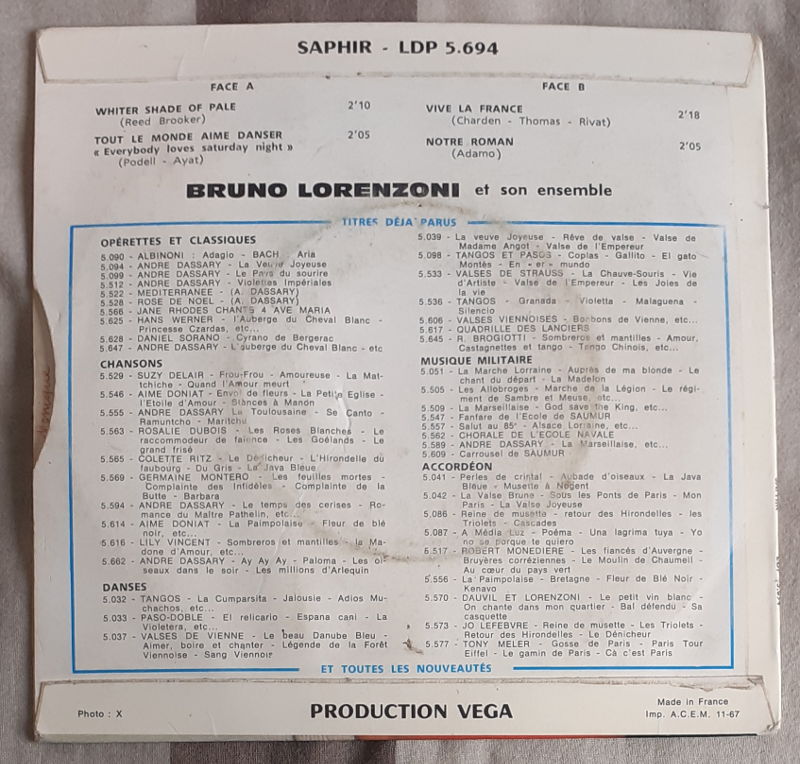 SAPHIR - LDP 5.694
FACE A
WHITER SHADE OF PALE 2'10
(Reed Brooker)
TOUT LE MONDE AIME DANSER 2'05
« Everybody loves saturday night »
(Podell - Ayat)
FACE B
VIVE LA FRANCE 2'18
(Charden - Thomas - Rivat)
NOTRE ROMAN 2'05
(Adamo)
BRUNO LORENZONI et son ensemble
TITRES DÉJA PARUS
OPÉRETTES ET CLASSIQUES
5.090 - ALBINONI : Adagio - BACH Aria
5.094 - ANDRE DASSARY - La Veuve Joyeuse
5.099 - ANDRE DASSARY - Le Pays du sourire
5.512 - ANDRE DASSARY - Violettes Impériales
5.522 - MEDITERRANEE - (A. DASSARY)
5.528 - ROSE DE NOEL - (A. DASSARY)
5.566 - JANE RHODES CHANTS 4 AVE MARIA
5.625 - HANS WERNER - l'Auberge du Cheval Blanc -
Princesse Czardas, etc...
5.628 - DANIEL SORANO - Cyrano de Bergerac
5.647 - ANDRE DASSARY - L'auberge du Cheval Blanc - etc
CHANSONS
5.529 - SUZY DELAIR - Frou-Frou - Amoureuse - La Mat-
tchiche - Quand l'Amour meurt
5.546 - AIME DONIAT - Envol de fleurs - La Petite Eglise -
l'Etoile d'Amour - Stances à Manon
5.555 - ANDRE DASSARY La Toulousaine - Se Canto -
Ramuntcho - Maritchu
5.563 - ROSALIE DUBOIS - Les Roses Blanches - Le
raccommodeur de faïence - Les Goélands - Le
grand frisé
5.565 - COLETTE RITZ - Le Dénicheur - L'Hirondelle du
faubourg - Du Gris - La Java Bleue
5.569 - GERMAINE MONTERO - Les feuilles mortes -
Complainte des Infidèles - Complainte de la
Butte - Barbara
5.594 - ANDRE DASSARY - Le temps des cerises - Ro-
mance du Maître Pathelin, etc...
5.614 - AIME DONIAT - La Paimpolaise - Fleur de blé
noir, etc...
5.616 - LILY VINCENT - Sombreros et mantilles - la Ma-
done d'Amour, etc...
5.662 - ANDRE DASSARY - Ay Ay Ay - Paloma - Les oi-
seaux dans le soir - Les millions d'Arlequin
DANSES
5.032 - TANGOS - La Cumparsita - Jalousie - Adios Mu-
chachos, etc...
5.033 - PASO-DOBLE - El relicario - Espana cani - La
Violetera, etc...
5.037 - VALSES DE VIENNE - Le beau Danube Bleu -
Aimer, boire et chanter - Légende de la Forêt
Viennoise - Sang Viennois
5.039 - La veuve Joyeuse - Rêve de valse - Valse de
Madame Angot - Valse de l'Empereur
5.098 - TANGOS ET PASOS - Coplas - Gallito - El gato
Montès - En « er » mundo
5.533 - VALSES DE STRAUSS - La Chauve-Souris - Vie
d'Artiste - Valse de l'Empereur - Les Joies de
la vie
5.536 - TANGOS - Granada - Violetta - Malaguena -
Silencio
5.606 - VALSES VIENNOISES - Bonbons de Vienne, etc...
5.617 - QUADRILLE DES LANCIERS
5.645 - R. BROGIOTTI - Sombreros et mantilles - Amour,
Castagnettes et tango - Tango Chinois, etc...
MUSIQUE MILITAIRE
5.051 - La Marche Lorraine - Auprès de ma blonde - Le
chant du départ - La Madelon
5.505 - Les Allobroges - Marche de la Légion - Le régi-
ment de Sambre et Meuse, etc...
5.509 - La Marseillaise - God save the King, etc...
5.547 - Fanfare de l'Ecole de SAUMUR
5.557 - Salut au 85° - Alsace Lorraine, etc...
5.562 - CHORALE DE L'ECOLE NAVALE
5.589 - ANDRE DASSARY - La Marseillaise, etc...
5.609 - Carrousel de SAUMUR
ACCORDÉON
5.041 - Perles de cristal - Aubade d'oiseaux - La Java
Bleue - Musette à Nogent
5.042 - La Valse Brune - Sous les Ponts de Paris - Mon
Paris - La Valse Joyeuse
5.086 - Reine de musette - retour des Hirondelles - les
Triolets - Cascades
5.087 - A Média Luz - Poëma - Una lagrima tuya - Yo
no se porque te quiero
5.517 - ROBERT MONEDIERE - Les fiancés d'Auvergne -
Bruyères corréziennes - Le Moulin de Chaumeil -
Au cœur du pays vert
5.556 - La Paimpolaise - Bretagne - Fleur de Blé Noir -
Kenavo
5.570 - DAUVIL ET LORENZONI - Le petit vin blanc -
On chante dans mon quartier - Bal défendu - Sa
casquette
5.573 - JO LEFEBVRE - Reine de musette - Les Triolets -
Retour des Hirondelles - Le Dénicheur
5.577 - TONY MELER - Gosse de Paris - Paris Tour
Eiffel - Le gamin de Paris - Cà c'est Paris
ET TOUTES LES NOUVEAUTÉS
Photo : X
PRODUCTION VEGA
Made in France
Imp. A.C.E.M. 11-67